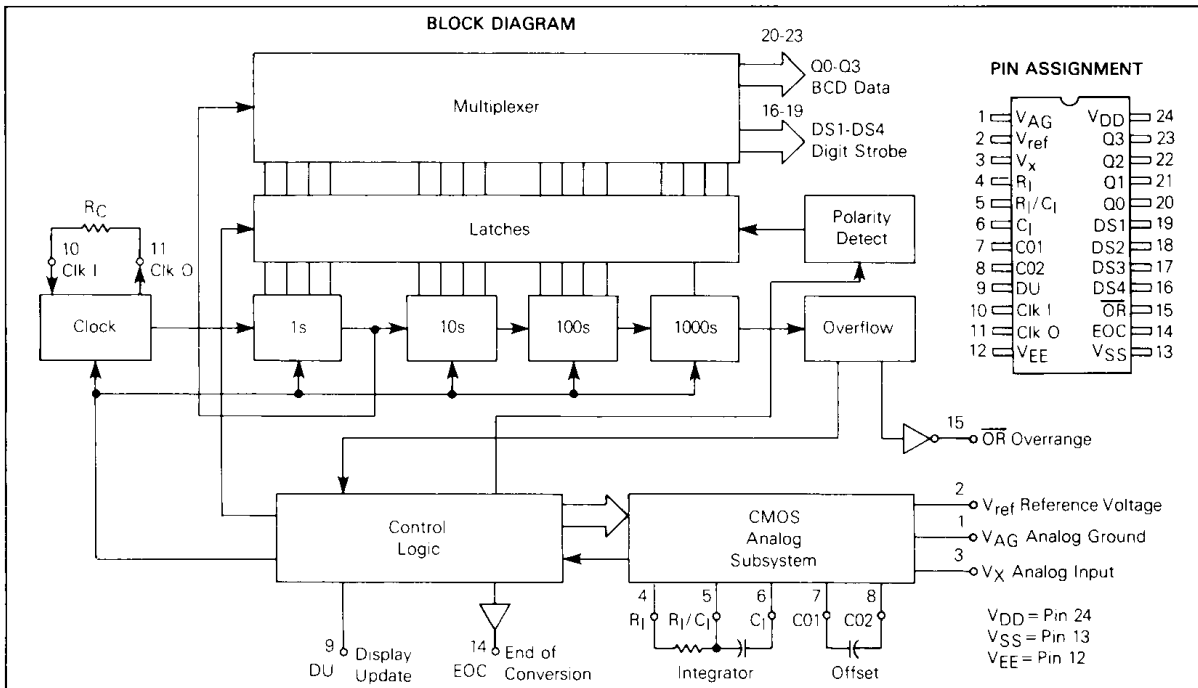 BLOCK DIAGRAM
Multiplexer
20-23
Q0-Q3
BCD Data
16-19
DS1-DS4
Digit Strobe
Latches
Polarity
Detect
RC
10
Clk I
11
Clk O
Clock
1s
10s
100s
1000s
Overflow
15
OR Overrange
Control
Logic
CMOS
Analog
Subsystem
2
Vref Reference Voltage
1
VAG Analog Ground
3
VX Analog Input
4
RI
5
RI/CI
6
CI
7
C01
8
C02
Integrator
Offset
9
DU
Display
Update
14
EOC
End of
Conversion
VDD = Pin 24
VSS = Pin 13
VEE = Pin 12
PIN ASSIGNMENT
1 VAG VDD 24
2 Vref Q3 23
3 Vx Q2 22
4 RI Q1 21
5 RI/CI Q0 20
6 CI DS1 19
7 C01 DS2 18
8 C02 DS3 17
9 DU DS4 16
10 Clk I OR 15
11 Clk O EOC 14
12 VEE VSS 13